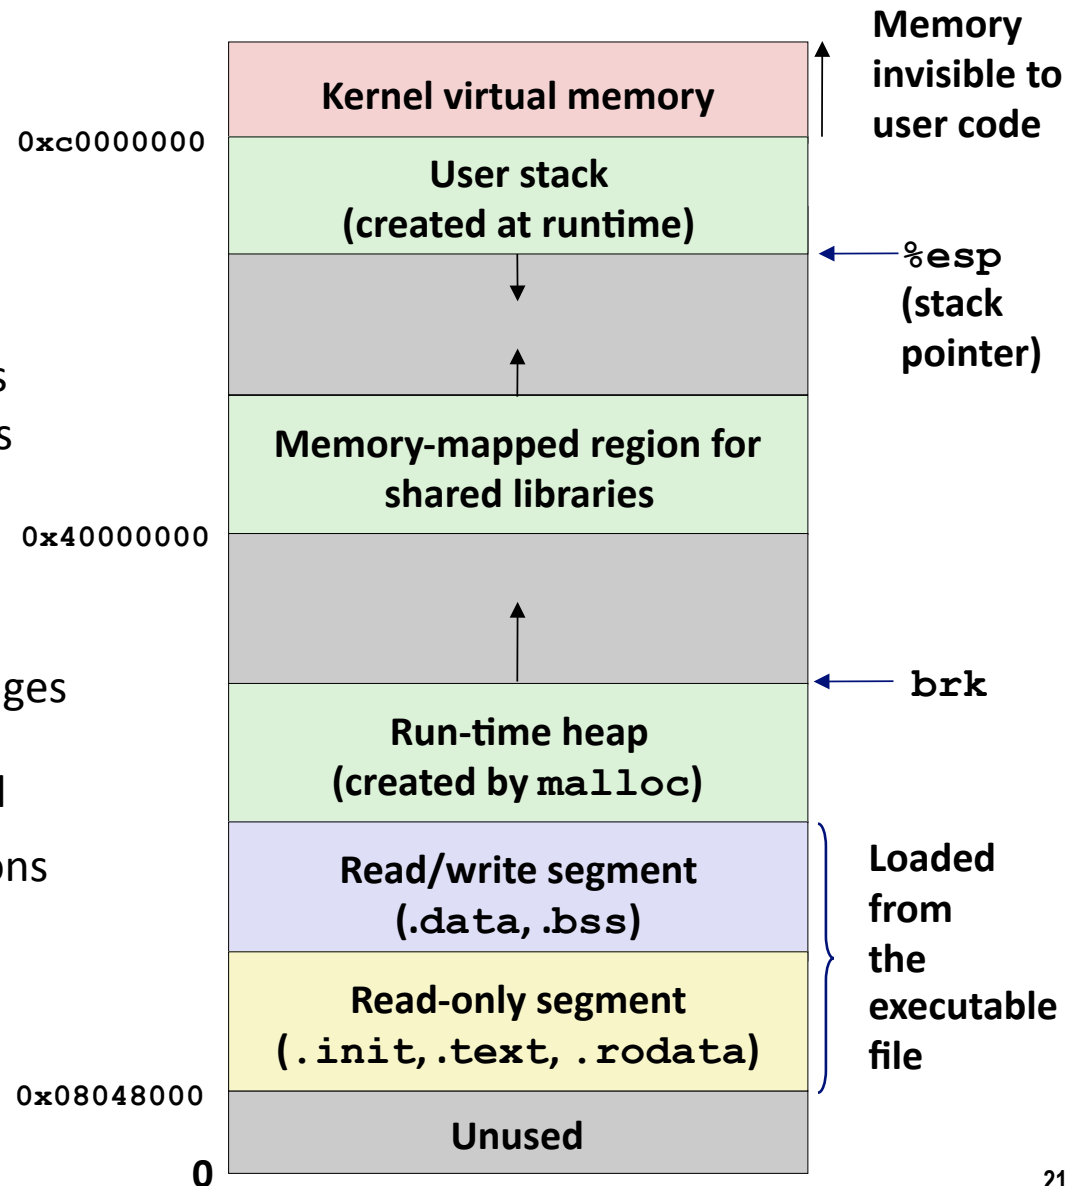 Memory
invisible to
user code
Kernel virtual memory
0xc0000000
User stack
(created at runtime)
%esp
(stack
pointer)
s
s
Memory-mapped region for
shared libraries
0x40000000
ges
brk
Run-time heap
(created by malloc)
l
ons
Read/write segment
(.data, .bss)
Loaded
from
the
executable
file
Read-only segment
(.init, .text, .rodata)
0x08048000
Unused
0
21